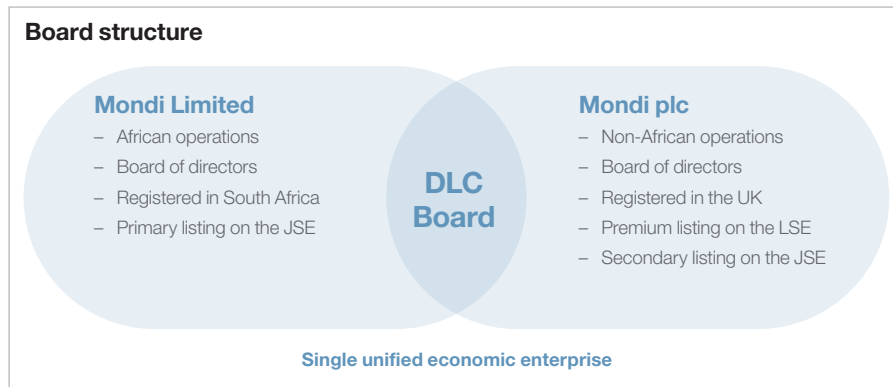 Board structure
Mondi Limited
– African operations
– Board of directors
– Registered in South Africa
– Primary listing on the JSE
DLC
Board
Mondi plc
– Non-African operations
– Board of directors
– Registered in the UK
– Premium listing on the LSE
– Secondary listing on the JSE
Single unified economic enterprise